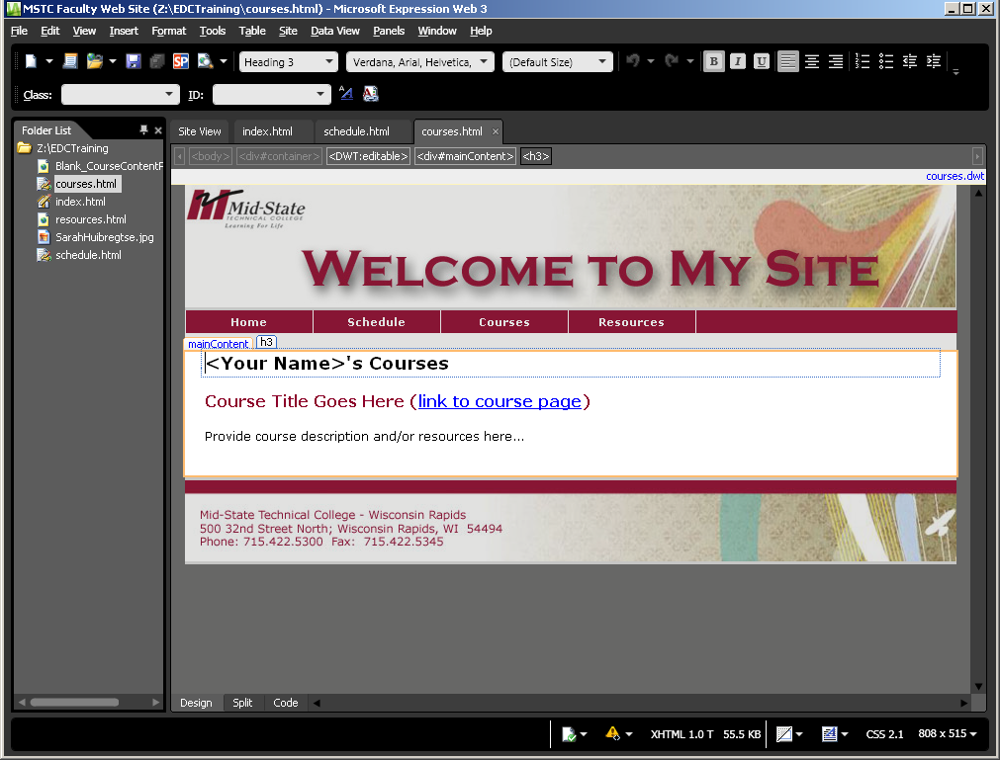 MSTC Faculty Web Site (Z:\EDCTraining\courses.html) - Microsoft Expression Web 3
File Edit View Insert Format Tools Table Site Data View Panels Window Help
SP Heading 3 Verdana, Arial, Helvetica, (Default Size) B I U
Class: ID:
Folder List
Z:\EDCTraining
Blank_CourseContentP
courses.html
index.html
resources.html
SarahHuibregtse.jpg
schedule.html
Site View index.html schedule.html courses.html
<body> <div#container> <DWT:editable> <div#mainContent> <h3>
courses.dwt
Mid-State
TECHNICAL COLLEGE
Learning For Life
WELCOME TO MY SITE
Home Schedule Courses Resources
mainContent h3
<Your Name>'s Courses
Course Title Goes Here (link to course page)
Provide course description and/or resources here...
Mid-State Technical College - Wisconsin Rapids
500 32nd Street North; Wisconsin Rapids, WI 54494
Phone: 715.422.5300 Fax: 715.422.5345
Design Split Code
XHTML 1.0 T 55.5 KB CSS 2.1 808 x 515